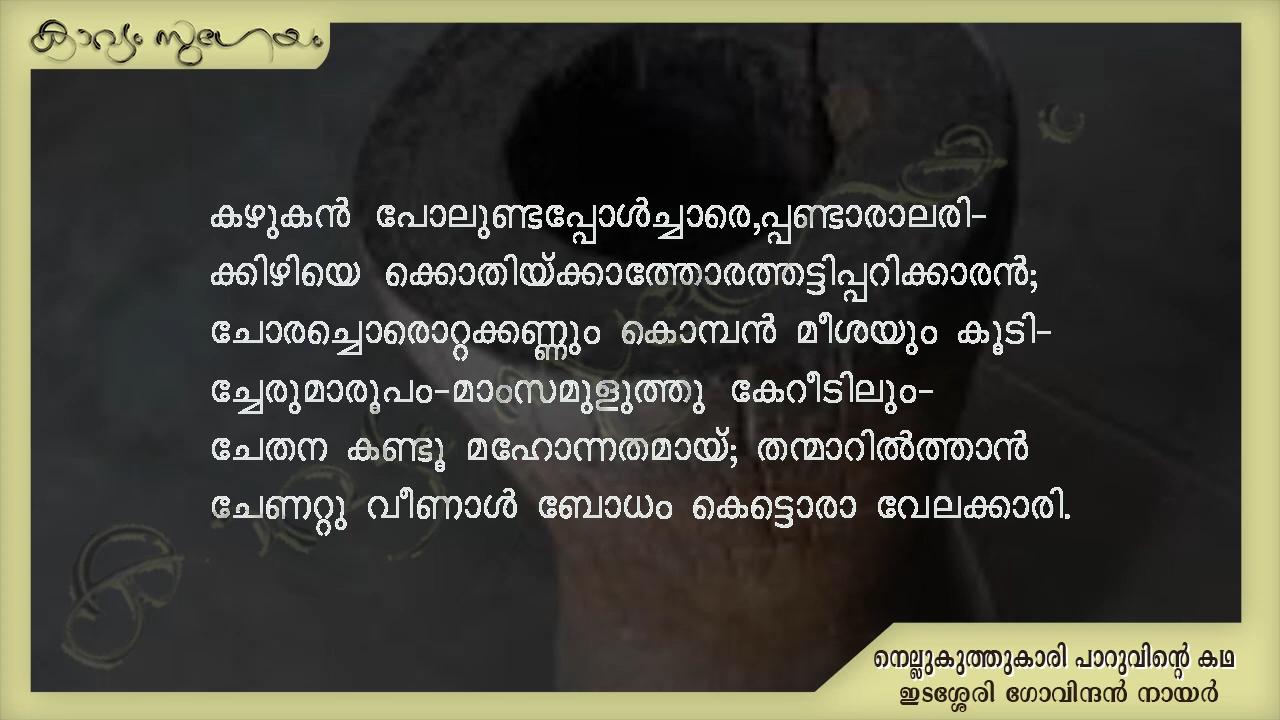 കാവ്യം സുഗേയം
കഴുകൻ പോലുണ്ടപ്പോൾച്ചാരെ,പ്പണ്ടാരാലരി-
ക്കിഴിയെ ക്കൊതിയ്ക്കാത്തോരത്തട്ടിപ്പറിക്കാരൻ;
ചോരച്ചൊരൊറ്റക്കണ്ണും കൊമ്പൻ മീശയും കൂടി-
ച്ചേരുമാരൂപം-മാംസമുളുത്തു കേറീടിലും-
ചേതന കണ്ടൂ മഹോന്നതമായ്; തന്മാറിൽത്താൻ
ചേണറ്റു വീണാൾ ബോധം കെട്ടൊരാ വേലക്കാരി.
നെല്ലുകുത്തുകാരി പാറുവിന്റെ കഥ
ഇടശ്ശേരി ഗോവിന്ദൻ നായർ